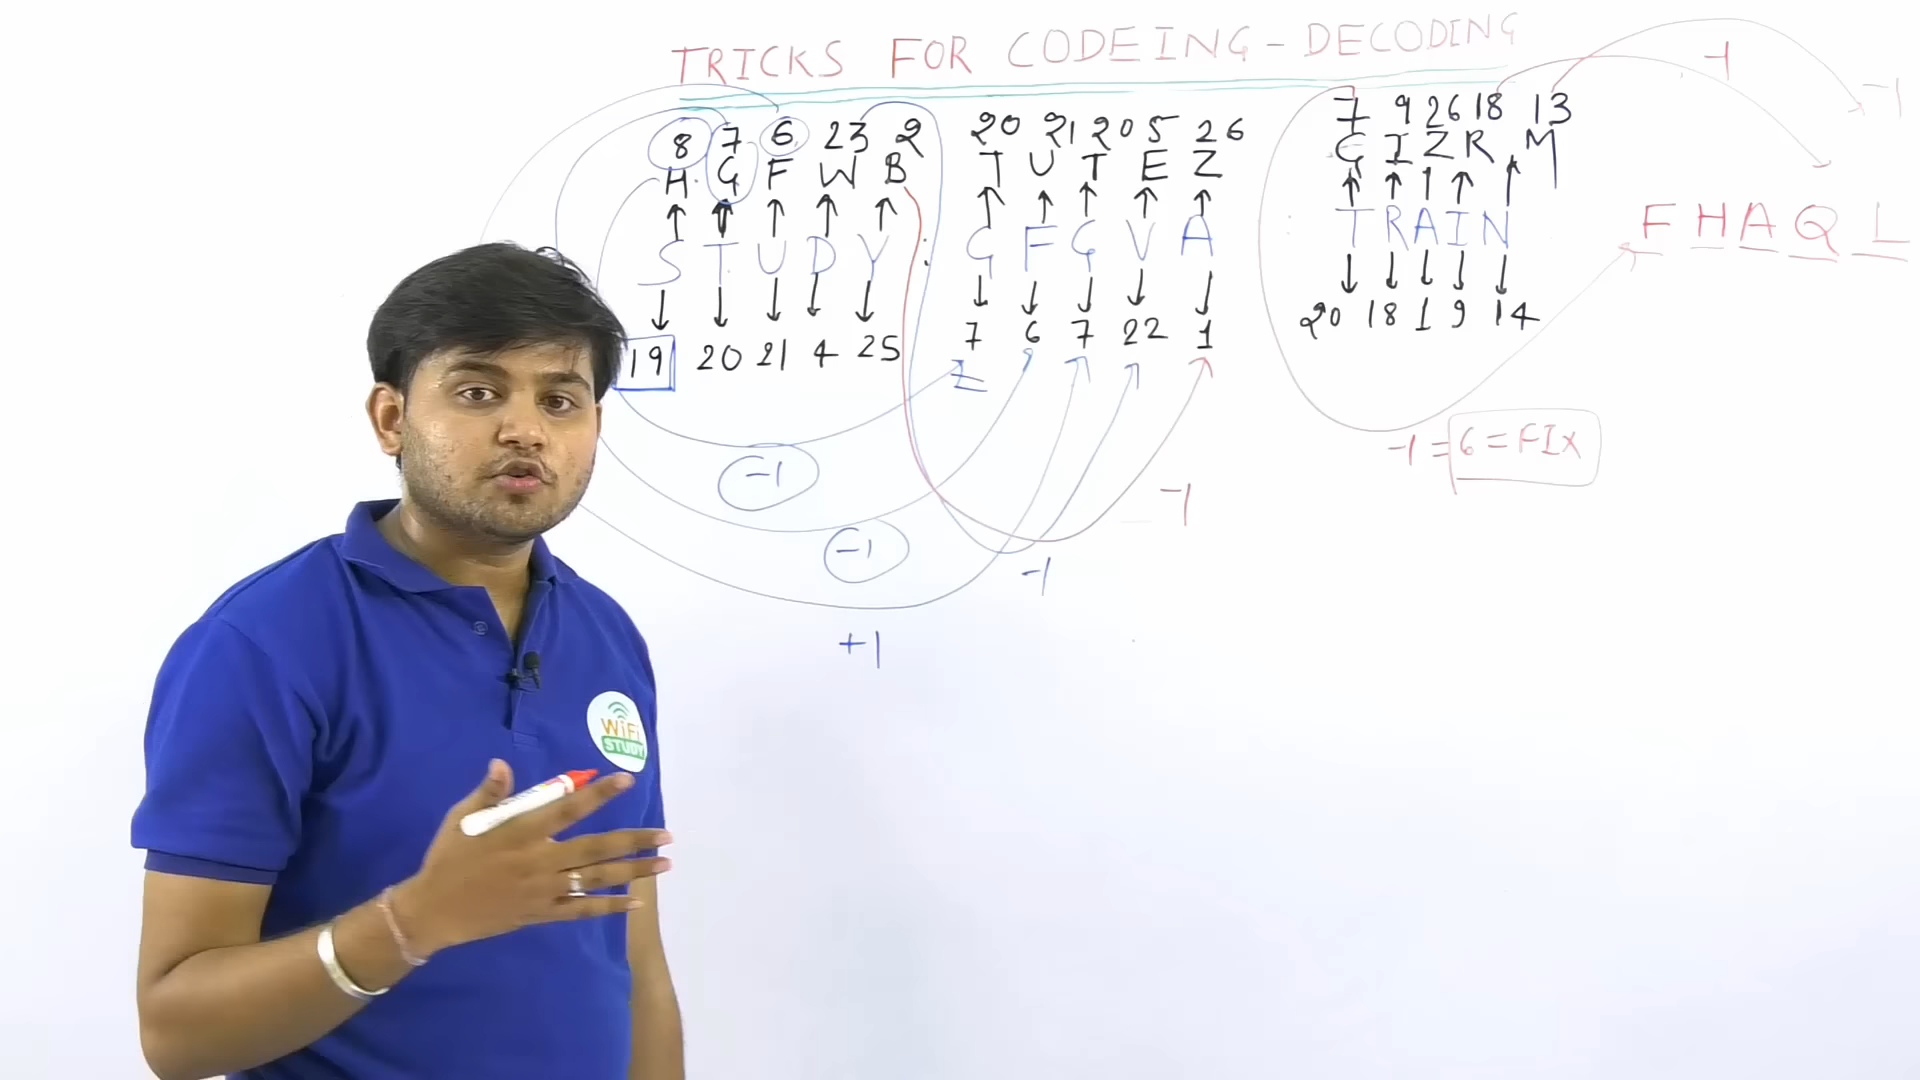 TRICKS FOR CODEING - DECODING
-1
-1
8 7 6 23 2
H G F W B
S T U D Y :
19 20 21 4 25
20 21 20 5 26
T U T E Z
G F G V A
7 6 7 22 1
7 9 26 18 13
G I Z R M
T R A I N
20 18 1 9 14
F H A Q L
-1 = 6 = FIX
-1
-1
-1
-1
+1
WiFi
STUDY